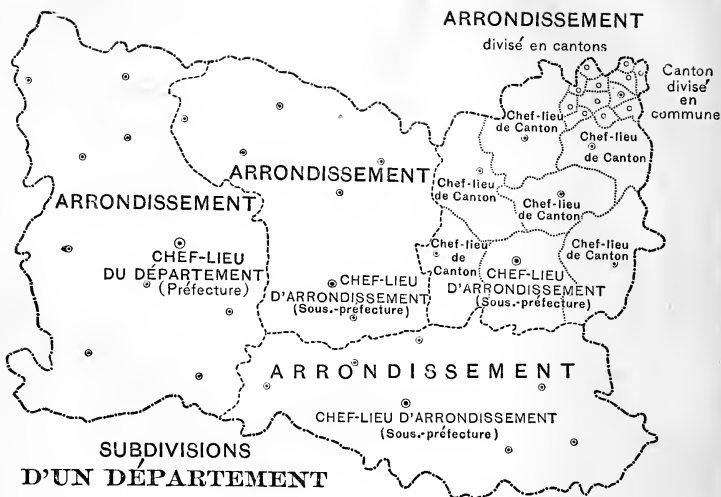 ARRONDISSEMENT
divisé en cantons
Canton
divisé
en
commune
Chef-lieu
de Canton
Chef-lieu
de Canton
ARRONDISSEMENT
Chef-lieu
de Canton
Chef-lieu
de Canton
ARRONDISSEMENT
CHEF-LIEU
DU DÉPARTEMENT
(Préfecture)
CHEF-LIEU
D'ARRONDISSEMENT
(Sous.-préfecture)
Chef-lieu
de
Canton
CHEF-LIEU
D'ARRONDISSEMENT
(Sous.-préfecture)
Chef-lieu
de Canton
ARRONDISSEMENT
CHEF-LIEU D'ARRONDISSEMENT
(Sous.-préfecture)
SUBDIVISIONS
D'UN DÉPARTEMENT